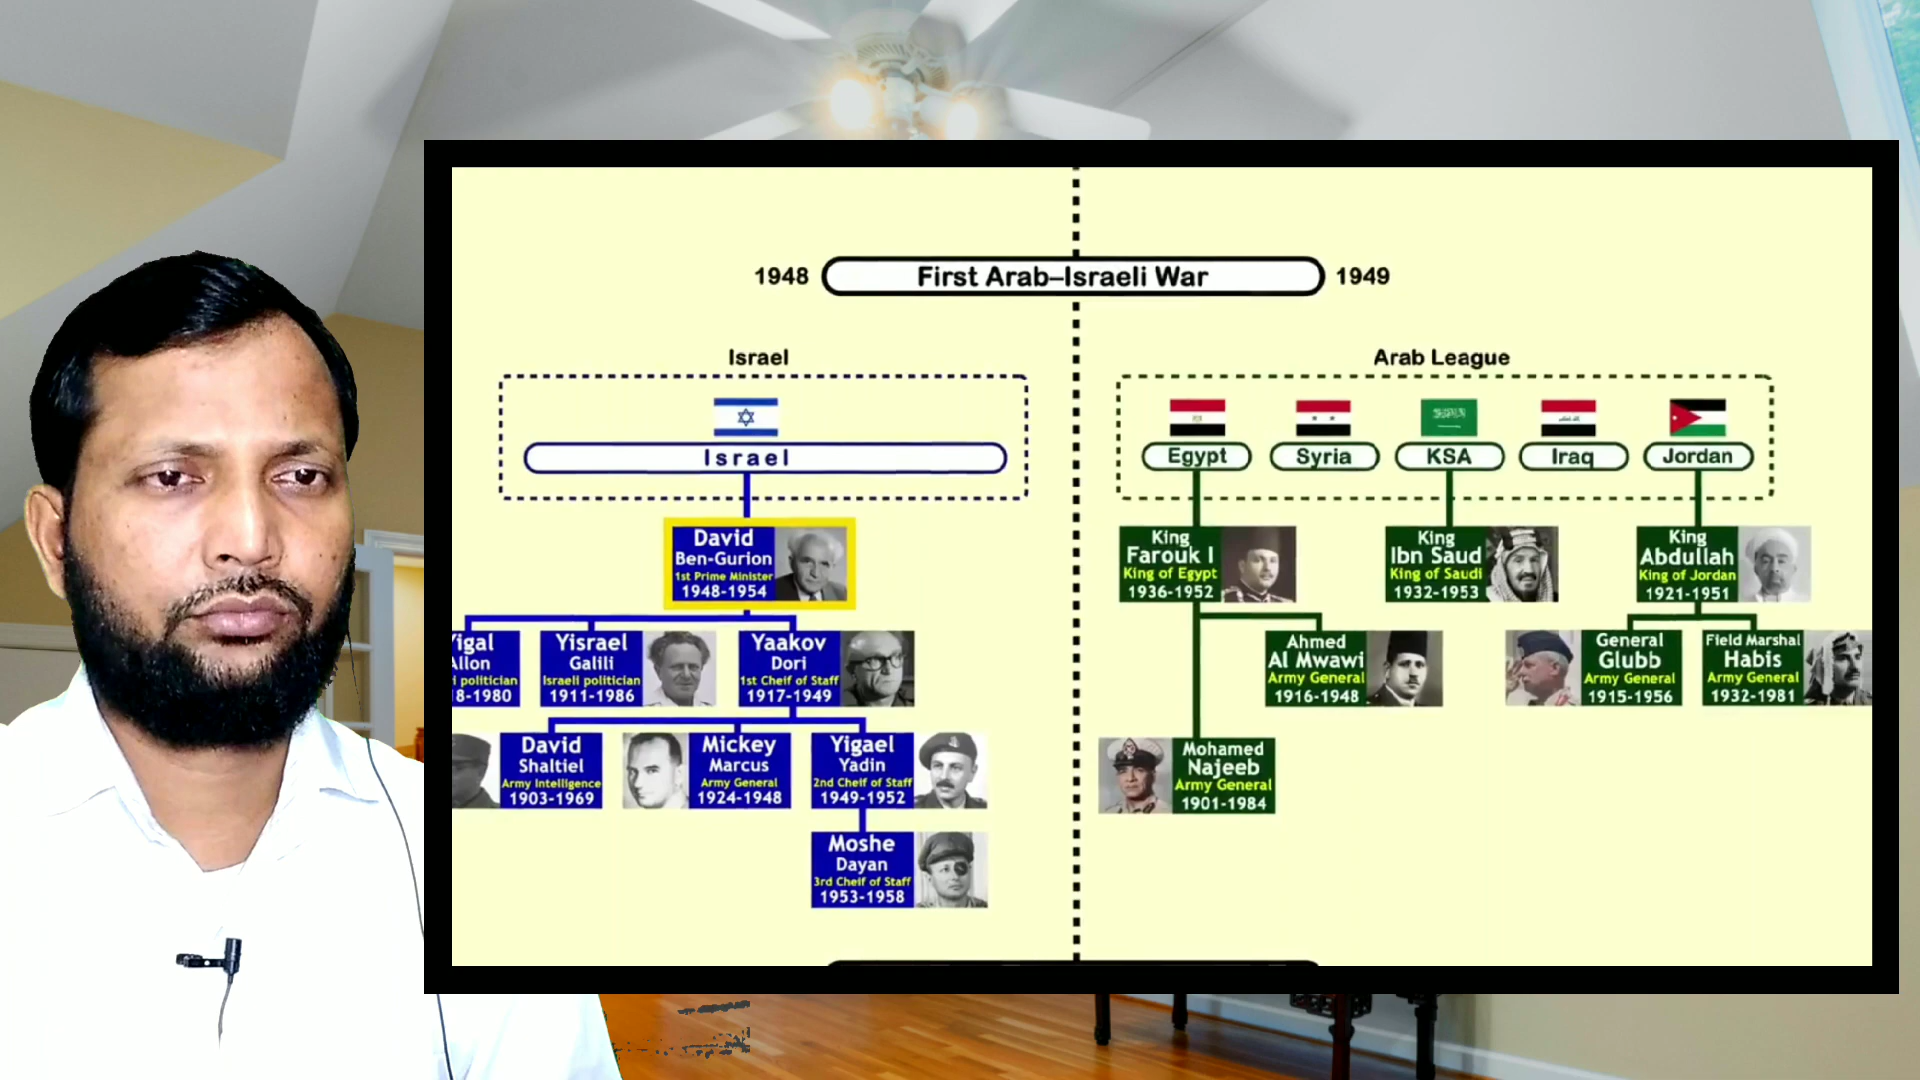 1948 First Arab–Israeli War 1949
Israel
Israel
David
Ben-Gurion
1st Prime Minister
1948-1954
Yigal
Allon
politician
8-1980
Yisrael
Galili
Israeli politician
1911-1986
Yaakov
Dori
1st Cheif of Staff
1917-1949
David
Shaltiel
Army Intelligence
1903-1969
Mickey
Marcus
Army General
1924-1948
Yigael
Yadin
2nd Cheif of Staff
1949-1952
Moshe
Dayan
3rd Cheif of Staff
1953-1958
Arab League
Egypt
Syria
KSA
Iraq
Jordan
King
Farouk I
King of Egypt
1936-1952
King
Ibn Saud
King of Saudi
1932-1953
King
Abdullah
King of Jordan
1921-1951
Ahmed
Al Mwawi
Army General
1916-1948
General
Glubb
Army General
1915-1956
Field Marshal
Habis
Army General
1932-1981
Mohamed
Najeeb
Army General
1901-1984